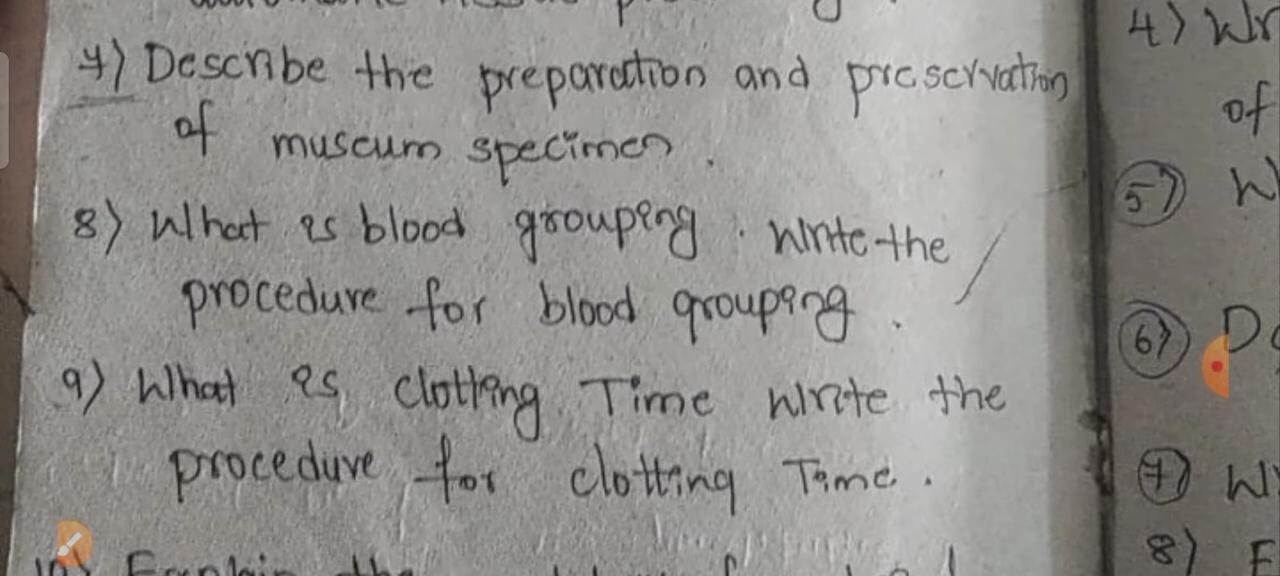 4) Describe the preparation and preservation
of museum specimen.
8) What is blood grouping. Write the
procedure for blood grouping.
9) What is clotting Time write the
procedure for clotting Time.
4) Wr
of
5)
6)
7)
8)